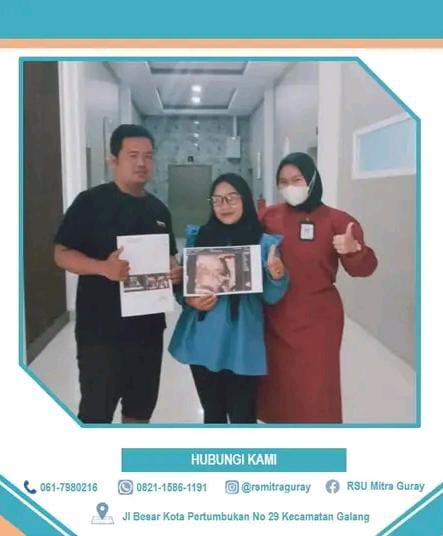 HUBUNGI KAMI
061-7980216 0821-1586-1191 @rsmitraguray RSU Mitra Guray
Jl Besar Kota Pertumbukan No 29 Kecamatan Galang